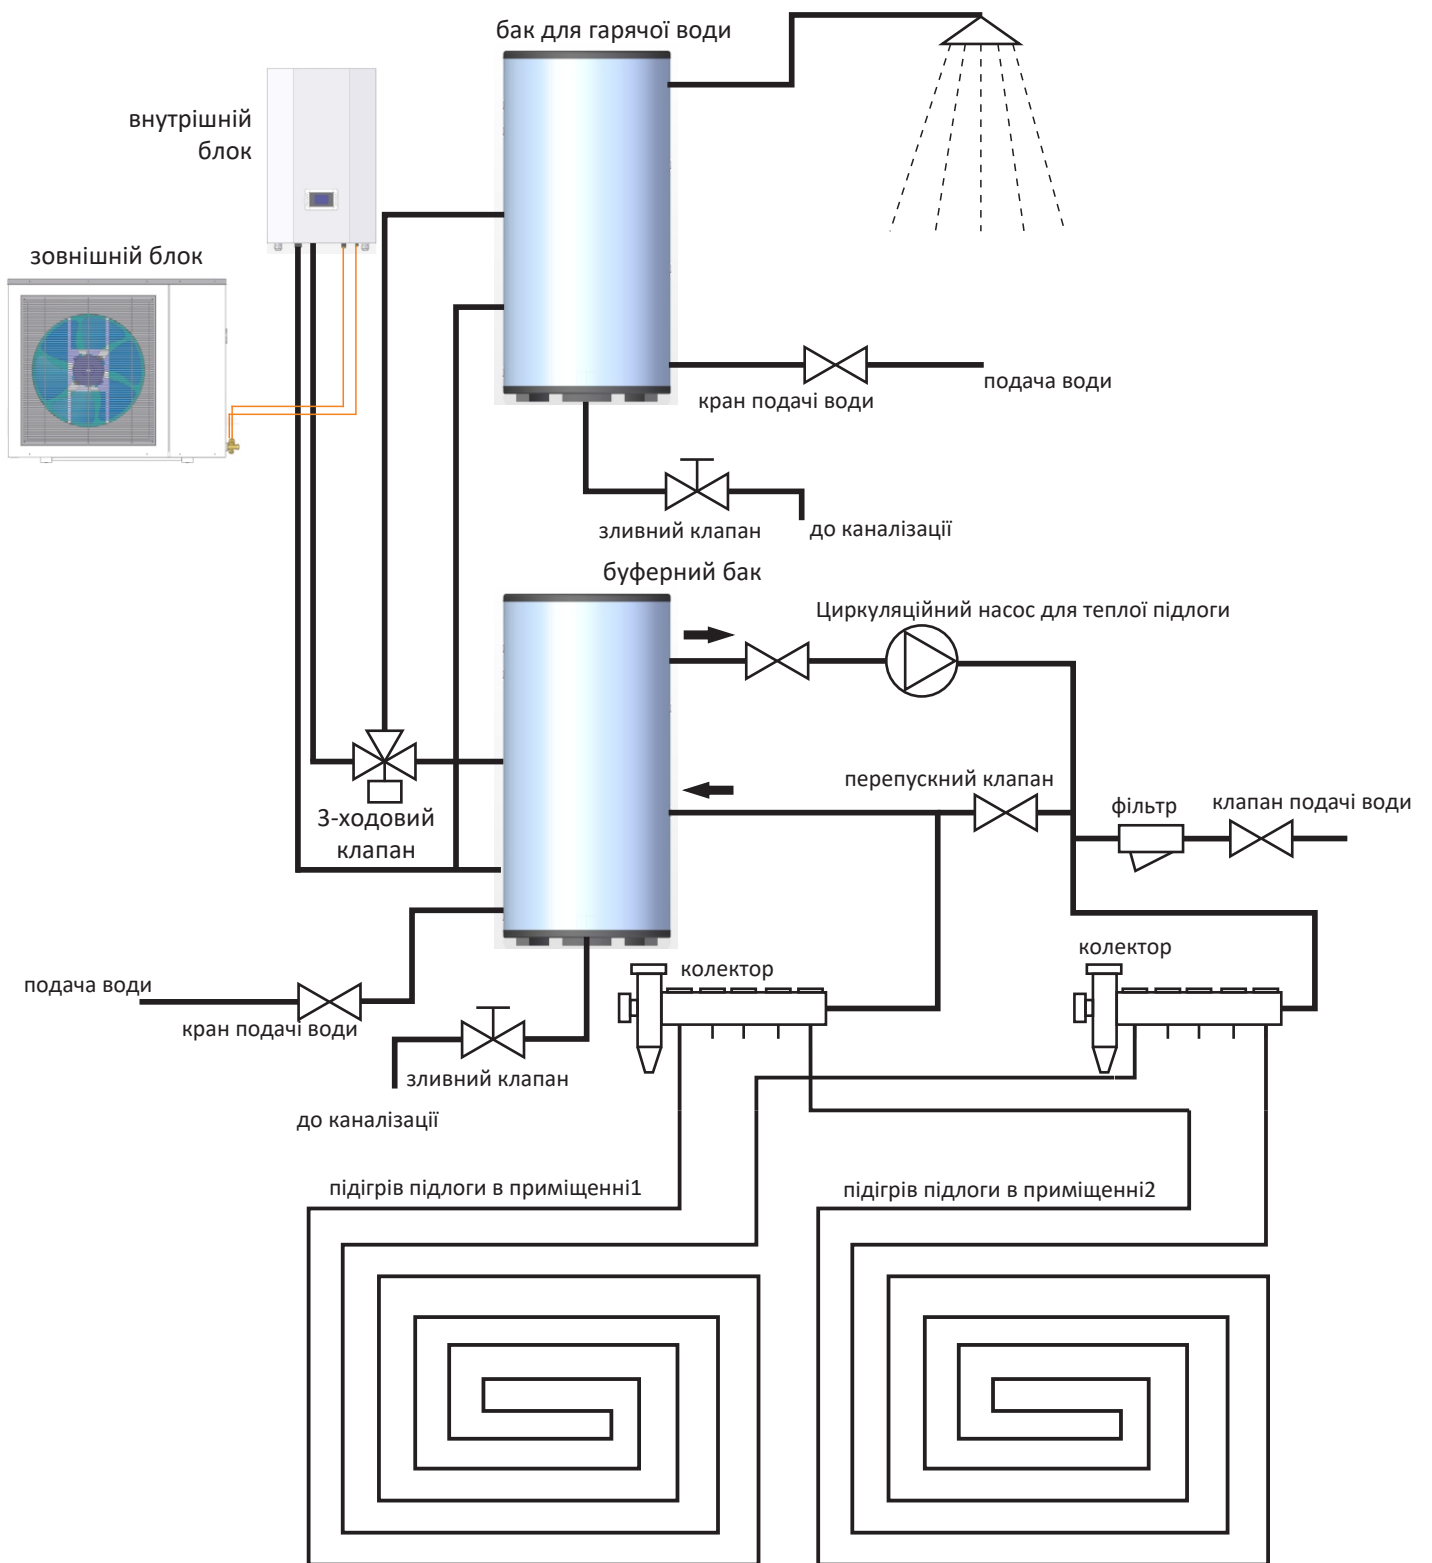 бак для гарячої води
внутрішній
блок
зовнішній блок
подача води
кран подачі води
зливний клапан
до каналізації
буферний бак
Циркуляційний насос для теплої підлоги
перепускний клапан
фільтр
клапан подачі води
3-ходовий
клапан
колектор
колектор
подача води
кран подачі води
зливний клапан
до каналізації
підігрів підлоги в приміщенні1
підігрів підлоги в приміщенні2